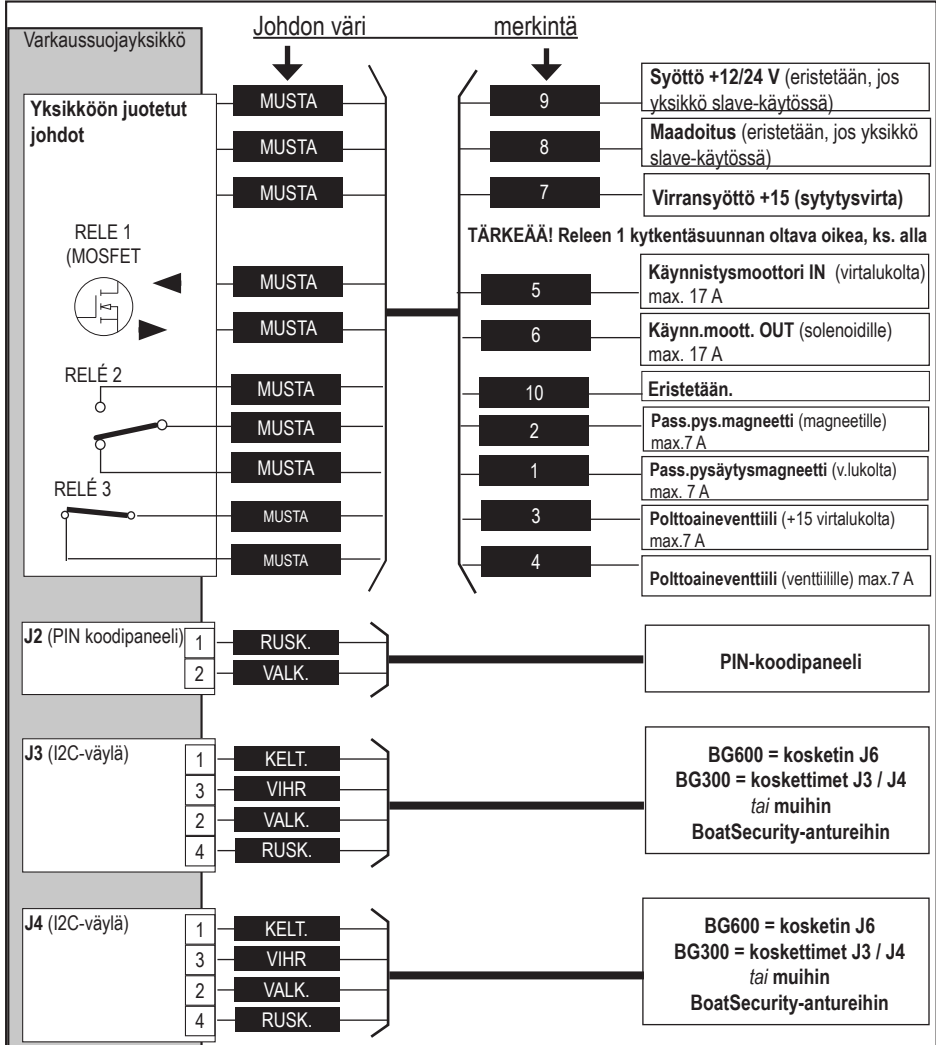 Johdon väri merkintä
Varkaussuojayksikkö
Yksikköön juotetut
johdot
MUSTA 9 Syöttö +12/24 V (eristetään, jos
yksikkö slave-käytössä)
MUSTA 8 Maadoitus (eristetään, jos yksikkö
slave-käytössä)
MUSTA 7 Virransyöttö +15 (sytytysvirta)
TÄRKEÄÄ! Releen 1 kytkentäsuunnan oltava oikea, ks. alla
RELE 1
(MOSFET
MUSTA 5 Käynnistysmoottori IN (virtalukolta)
max. 17 A
MUSTA 6 Käynn.moott. OUT (solenoidille)
max. 17 A
RELÉ 2
MUSTA 10 Eristetään.
MUSTA 2 Pass.pys.magneetti (magneetille)
max.7 A
MUSTA 1 Pass.pysäytysmagneetti (v.lukolta)
max. 7 A
RELÉ 3
MUSTA 3 Polttoaineventtiili (+15 virtalukolta)
max.7 A
MUSTA 4 Polttoaineventtiili (venttiilille) max.7 A
J2 (PIN koodipaneeli) 1 RUSK.
2 VALK.
PIN-koodipaneeli
J3 (I2C-väylä)
1 KELT.
3 VIHR
2 VALK.
4 RUSK.
BG600 = kosketin J6
BG300 = koskettimet J3 / J4
tai muihin
BoatSecurity-antureihin
J4 (I2C-väylä)
1 KELT.
3 VIHR
2 VALK.
4 RUSK.
BG600 = kosketin J6
BG300 = koskettimet J3 / J4
tai muihin
BoatSecurity-antureihin